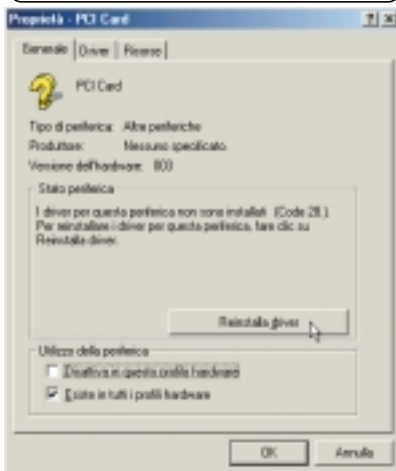 Proprietà - PCI Card
Generale Driver Risorse
PCI Card
Tipo di periferica: Altre periferiche
Produttore: Nessuno specificato
Versione dell'hardware: 003
Stato periferica
I driver per questa periferica non sono installati (Code 28.)
Per reinstallare i driver per questa periferica, fare clic su
Reinstalla driver.
Reinstalla driver
Utilizzo della periferica
Disattiva in questo profilo hardware
Esiste in tutti i profili hardware
OK Annulla